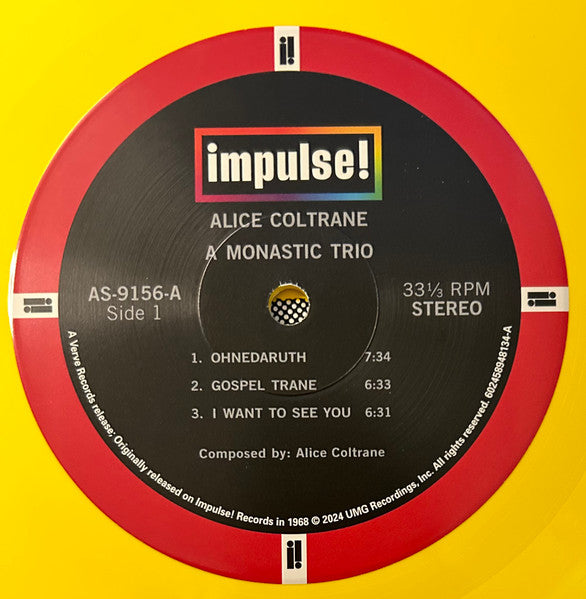 i!
impulse!
ALICE COLTRANE
A MONASTIC TRIO
AS-9156-A
Side 1
33⅓ RPM
STEREO
i!
i!
1. OHNEDARUTH 7:34
2. GOSPEL TRANE 6:33
3. I WANT TO SEE YOU 6:31
Composed by: Alice Coltrane
A Verve Records release; Originally released on Impulse! Records in 1968 © 2024 UMG Recordings, Inc. All rights reserved. 602458948134-A
i!